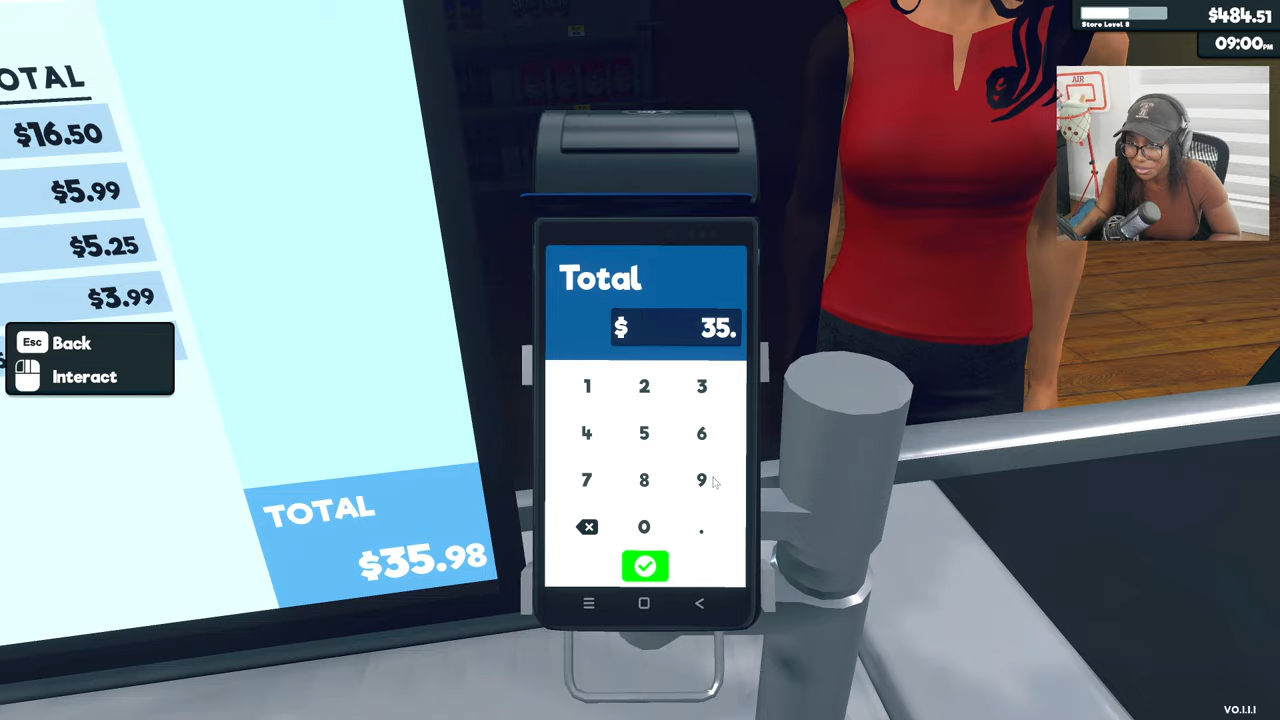 OTAL
$16.50
$5.99
$5.25
$3.99
Esc Back
Interact
TOTAL
$35.98
Total
$ 35.
1 2 3
4 5 6
7 8 9
0 .
Store Level 8
$484.51
09:00PM
AIR
V0.1.1.1